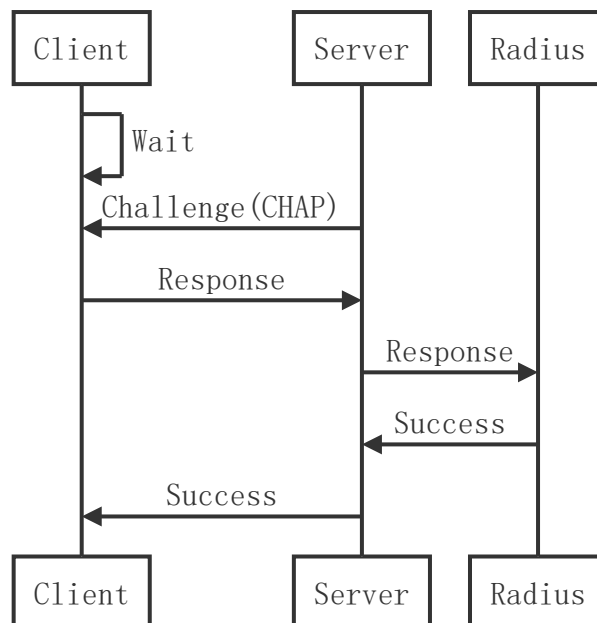 Client
Server
Radius
Wait
Challenge(CHAP)
Response
Response
Success
Success
Client
Server
Radius